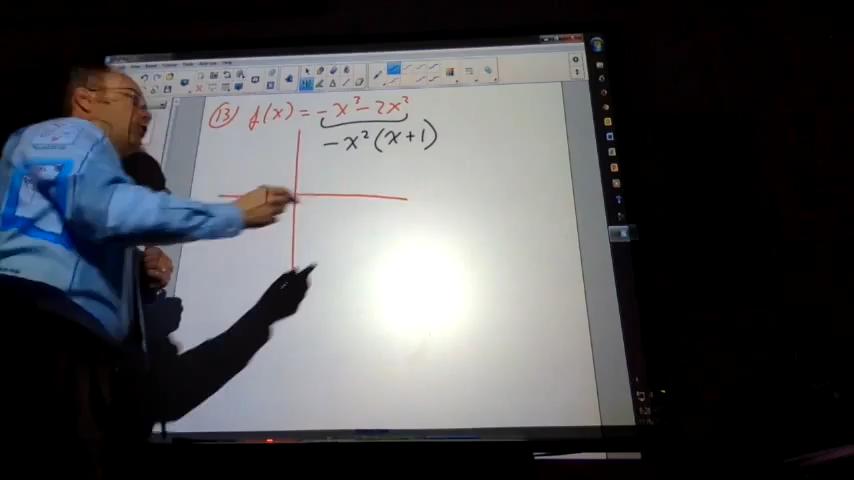 13) f(x) = -x³ - 2x²
-x²(x+1)